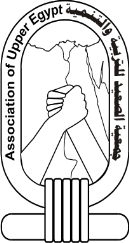 Association of Upper Egypt
جمعية الصعيد للتربية والتنمية